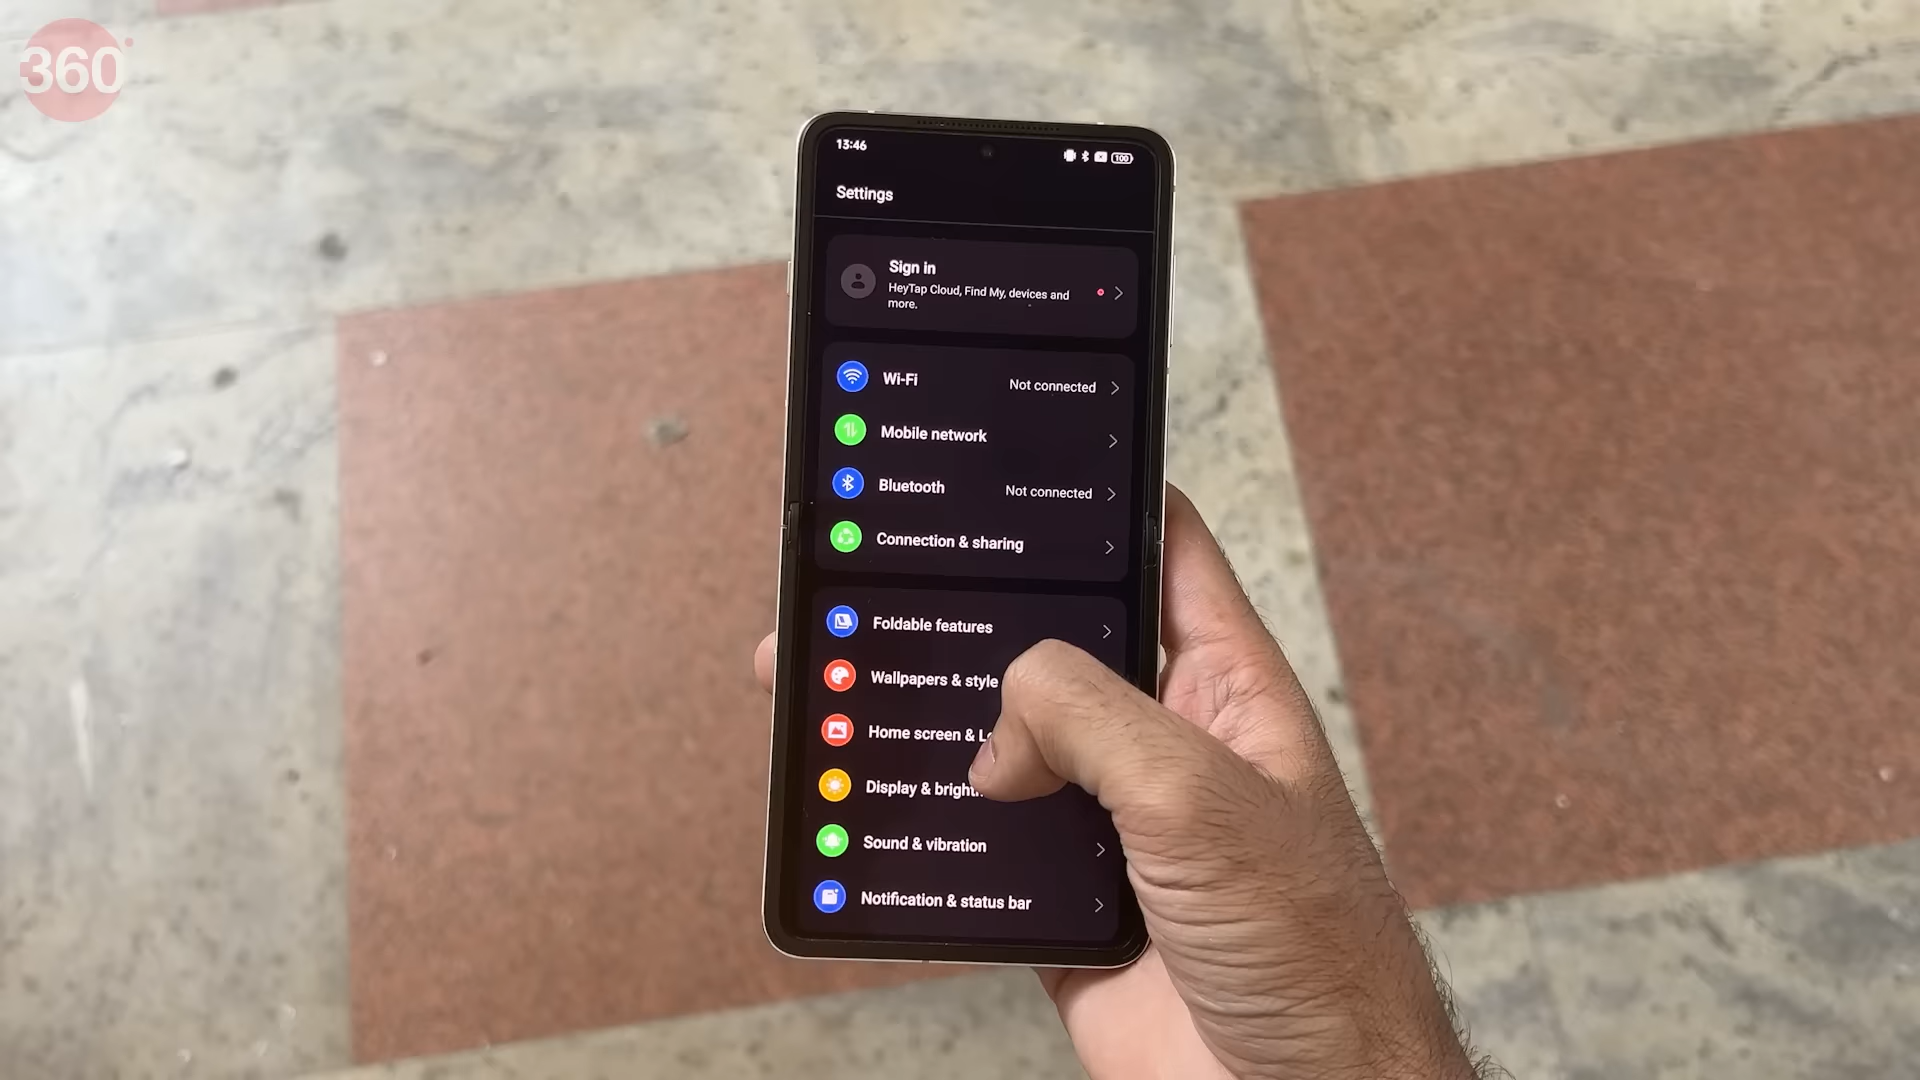 360
13:46
100
Settings
Sign in
HeyTap Cloud, Find My, devices and
more.
Wi-Fi Not connected
Mobile network
Bluetooth Not connected
Connection & sharing
Foldable features
Wallpapers & style
Home screen & L
Display & bright
Sound & vibration
Notification & status bar